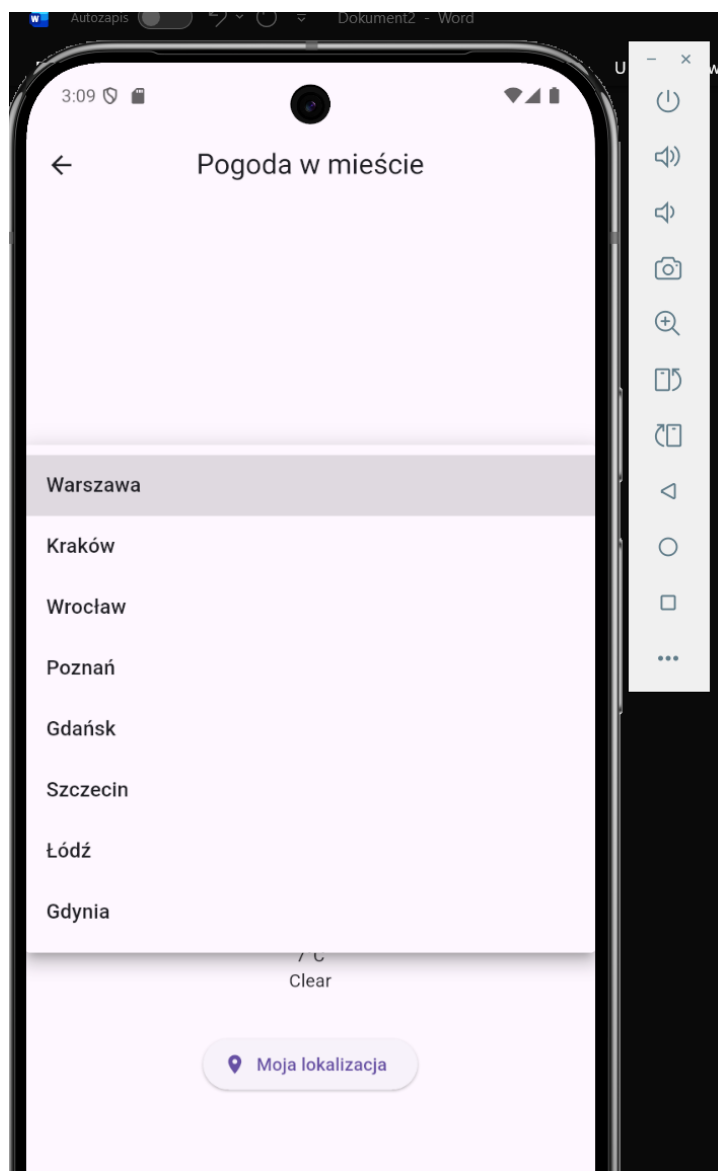 Autozapis
Dokument2 - Word
3:09
Pogoda w mieście
Warszawa
Kraków
Wrocław
Poznań
Gdańsk
Szczecin
Łódź
Gdynia
Clear
Moja lokalizacja